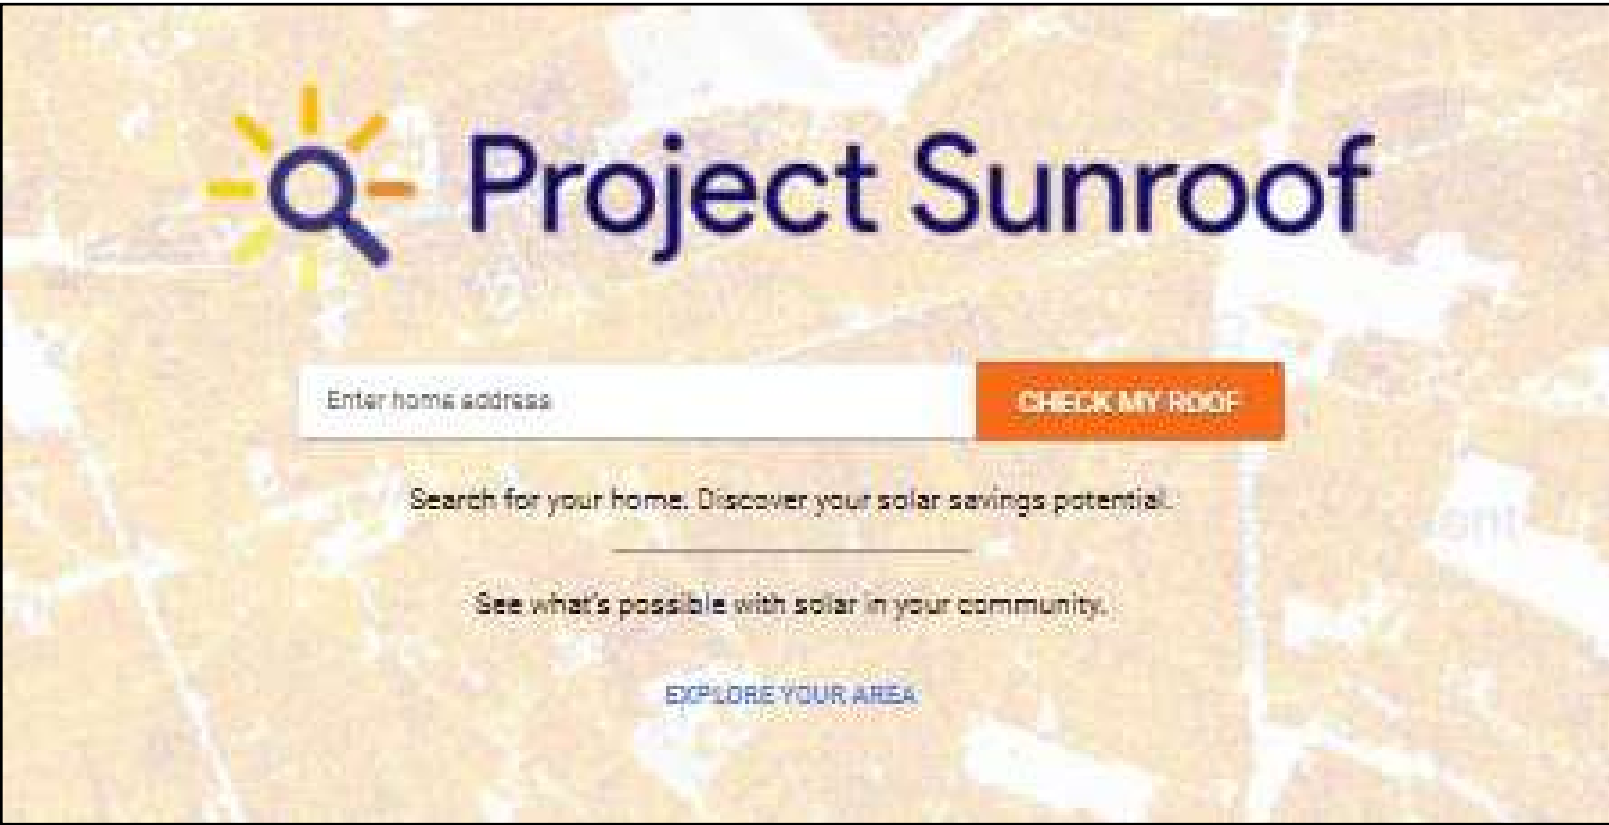 Project Sunroof
Enter home address
CHECK MY ROOF
Search for your home. Discover your solar savings potential.
See what's possible with solar in your community.
EXPLORE YOUR AREA